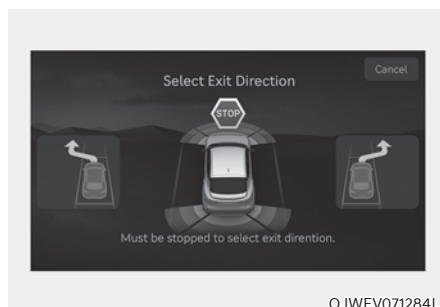 Cancel
Select Exit Direction
STOP
Must be stopped to select exit dirention.
OJWEV071284L